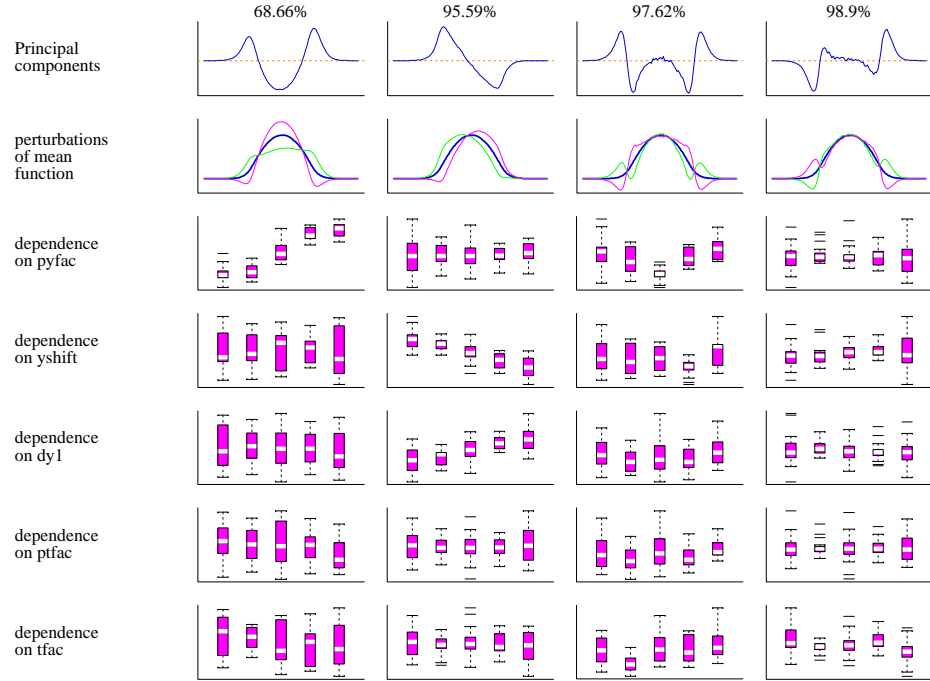 68.66% 95.59% 97.62% 98.9%
Principal
components
perturbations
of mean
function
dependence
on pyfac
dependence
on yshift
dependence
on dy1
dependence
on ptfac
dependence
on tfac